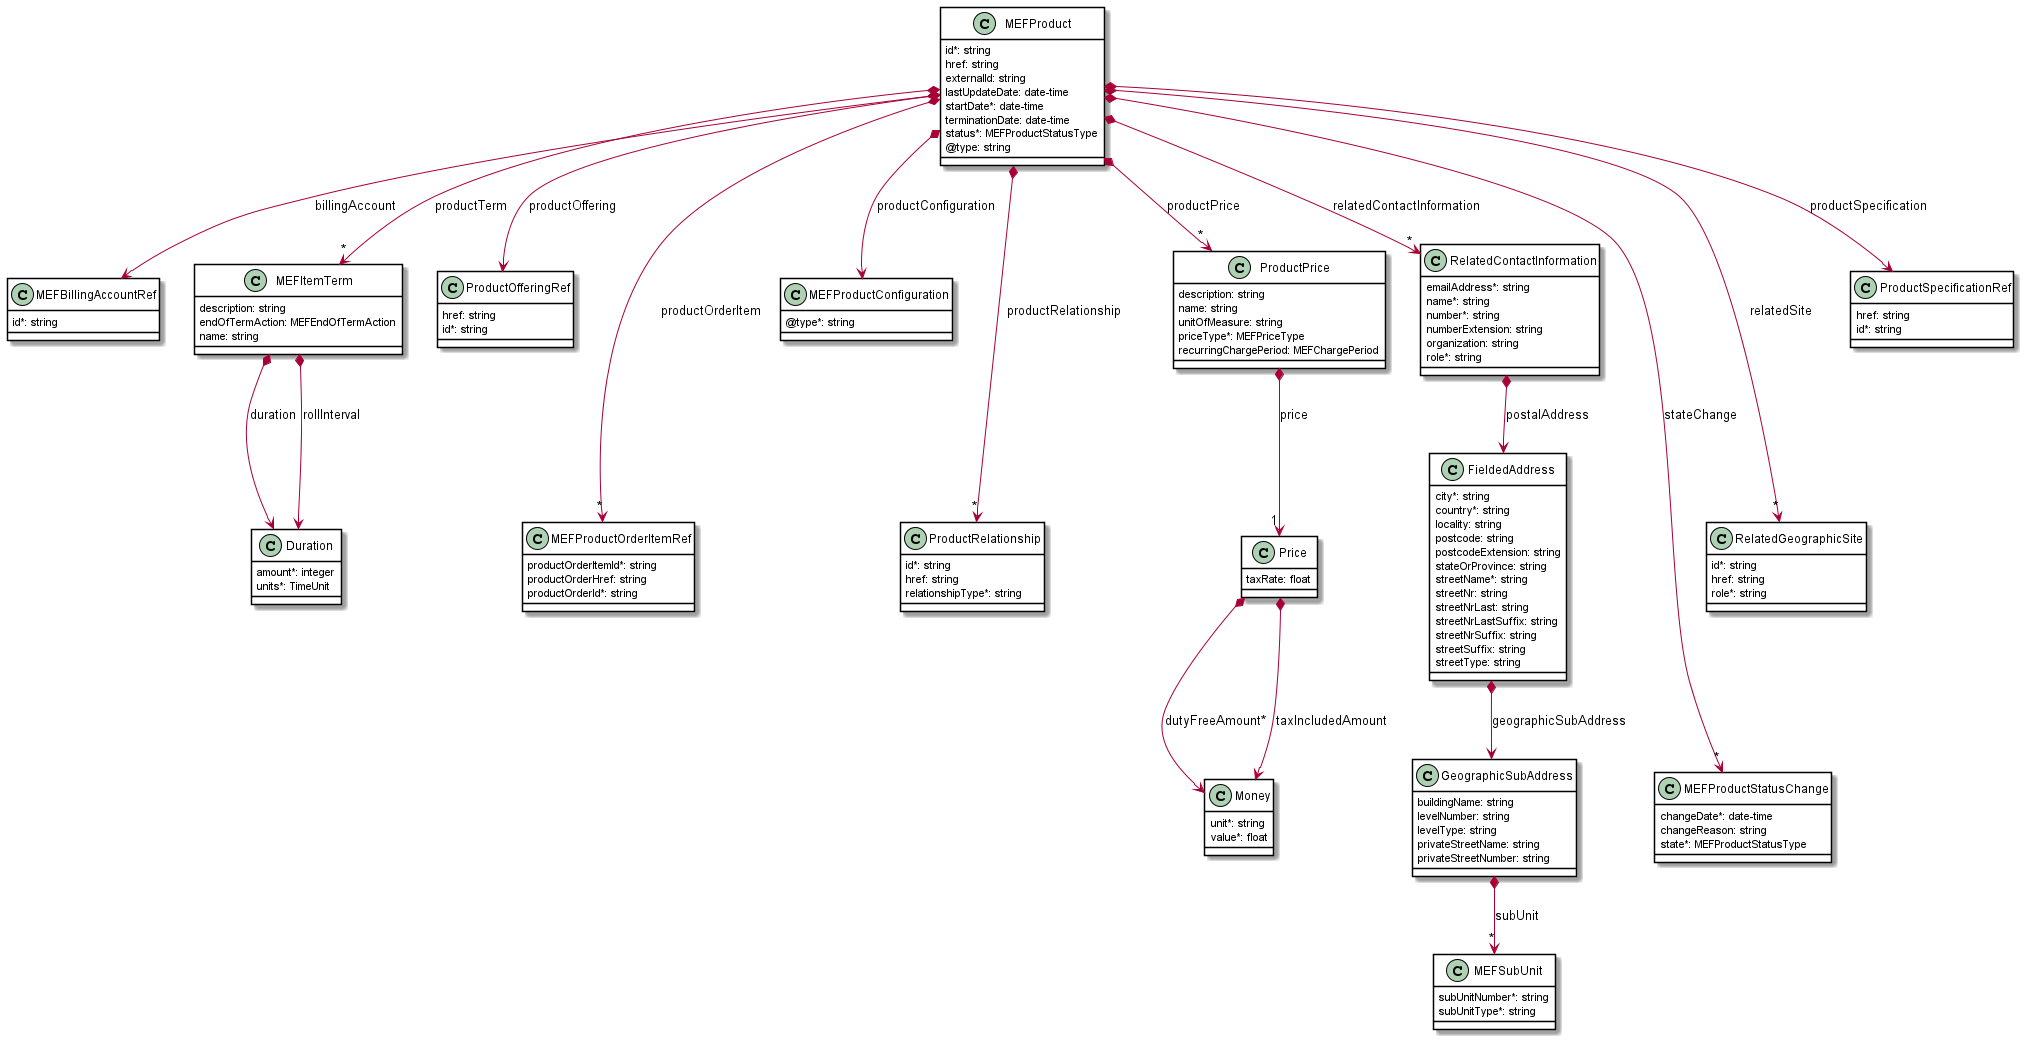 C MEFProduct
id*: string
href: string
externalId: string
lastUpdateDate: date-time
startDate*: date-time
terminationDate: date-time
status*: MEFProductStatusType
@type: string
billingAccount
productTerm
*
productOffering
productOrderItem
*
productConfiguration
productRelationship
*
productPrice
*
relatedContactInformation
*
stateChange
*
relatedSite
*
productSpecification
C MEFBillingAccountRef
id*: string
C MEFItemTerm
description: string
endOfTermAction: MEFEndOfTermAction
name: string
C ProductOfferingRef
href: string
id*: string
C MEFProductConfiguration
@type*: string
C ProductPrice
description: string
name: string
unitOfMeasure: string
priceType*: MEFPriceType
recurringChargePeriod: MEFChargePeriod
C RelatedContactInformation
emailAddress*: string
name*: string
number*: string
numberExtension: string
organization: string
role*: string
C ProductSpecificationRef
href: string
id*: string
duration
rollInterval
price
1
postalAddress
C Duration
amount*: integer
units*: TimeUnit
C MEFProductOrderItemRef
productOrderItemId*: string
productOrderHref: string
productOrderId*: string
C ProductRelationship
id*: string
href: string
relationshipType*: string
C Price
taxRate: float
C FieldedAddress
city*: string
country*: string
locality: string
postcode: string
postcodeExtension: string
stateOrProvince: string
streetName*: string
streetNr: string
streetNrLast: string
streetNrLastSuffix: string
streetNrSuffix: string
streetSuffix: string
streetType: string
C RelatedGeographicSite
id*: string
href: string
role*: string
dutyFreeAmount*
taxIncludedAmount
geographicSubAddress
C Money
unit*: string
value*: float
C GeographicSubAddress
buildingName: string
levelNumber: string
levelType: string
privateStreetName: string
privateStreetNumber: string
C MEFProductStatusChange
changeDate*: date-time
changeReason: string
state*: MEFProductStatusType
subUnit
*
C MEFSubUnit
subUnitNumber*: string
subUnitType*: string